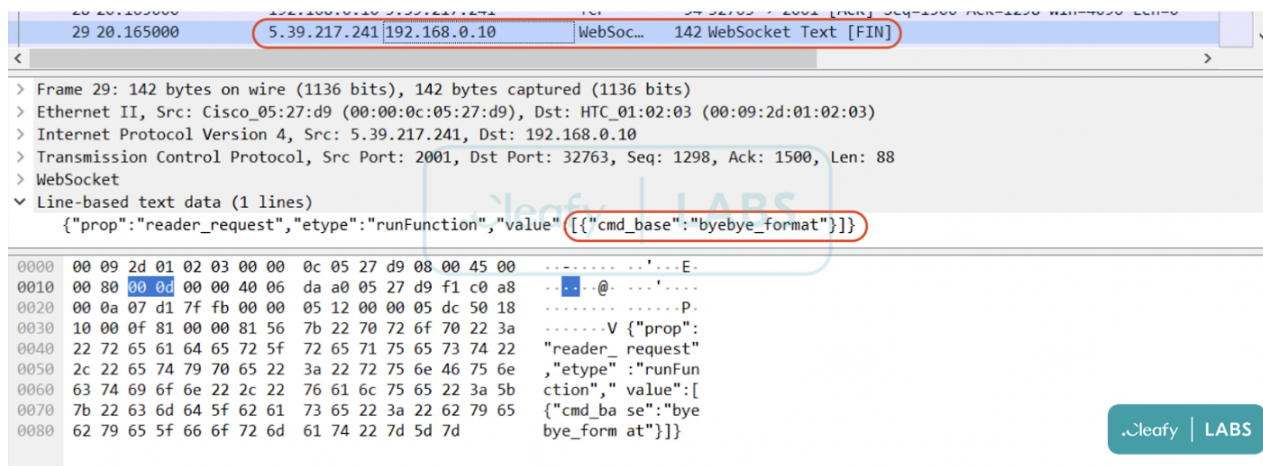 29 20.165000 5.39.217.241 192.168.0.10 WebSoc... 142 WebSocket Text [FIN]
Frame 29: 142 bytes on wire (1136 bits), 142 bytes captured (1136 bits)
Ethernet II, Src: Cisco_05:27:d9 (00:00:0c:05:27:d9), Dst: HTC_01:02:03 (00:09:2d:01:02:03)
Internet Protocol Version 4, Src: 5.39.217.241, Dst: 192.168.0.10
Transmission Control Protocol, Src Port: 2001, Dst Port: 32763, Seq: 1298, Ack: 1500, Len: 88
WebSocket
Line-based text data (1 lines)
{"prop":"reader_request","etype":"runFunction","value":[{"cmd_base":"byebye_format"}]}
Cleafy | LABS
0000 00 09 2d 01 02 03 00 00 0c 05 27 d9 08 00 45 00 ..-..... ..'...E.
0010 00 80 00 0d 00 00 40 06 da a0 05 27 d9 f1 c0 a8 ......@. ...'....
0020 00 0a 07 d1 7f fb 00 00 05 12 00 00 05 dc 50 18 ........ ......P.
0030 10 00 0f 81 00 00 81 56 7b 22 70 72 6f 70 22 3a .......V {"prop":
0040 22 72 65 61 64 65 72 5f 72 65 71 75 65 73 74 22 "reader_ request"
0050 2c 22 65 74 79 70 65 22 3a 22 72 75 6e 46 75 6e ,"etype" :"runFun
0060 63 74 69 6f 6e 22 2c 22 76 61 6c 75 65 22 3a 5b ction"," value":[
0070 7b 22 63 6d 64 5f 62 61 73 65 22 3a 22 62 79 65 {"cmd_ba se":"bye
0080 62 79 65 5f 66 6f 72 6d 61 74 22 7d 5d 7d bye_form at"}]}
Cleafy | LABS